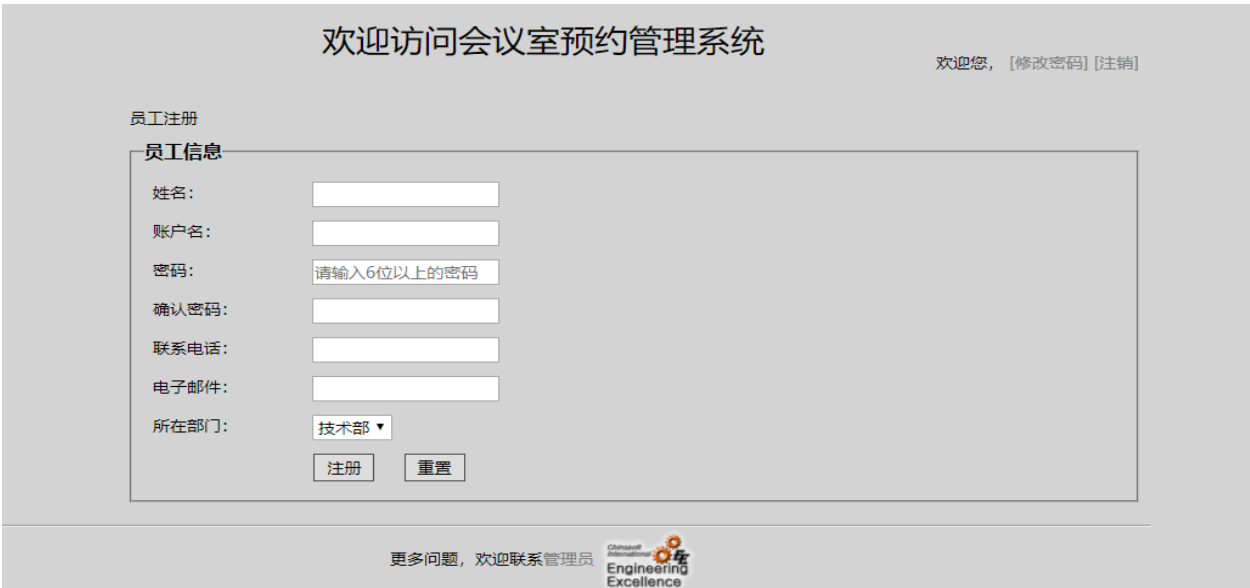 欢迎访问会议室预约管理系统
欢迎您， [修改密码] [注销]
员工注册
员工信息
姓名：
账户名：
密码： 请输入6位以上的密码
确认密码：
联系电话：
电子邮件：
所在部门： 技术部
注册 重置
更多问题，欢迎联系管理员
Chinasoft
International
Engineering
Excellence